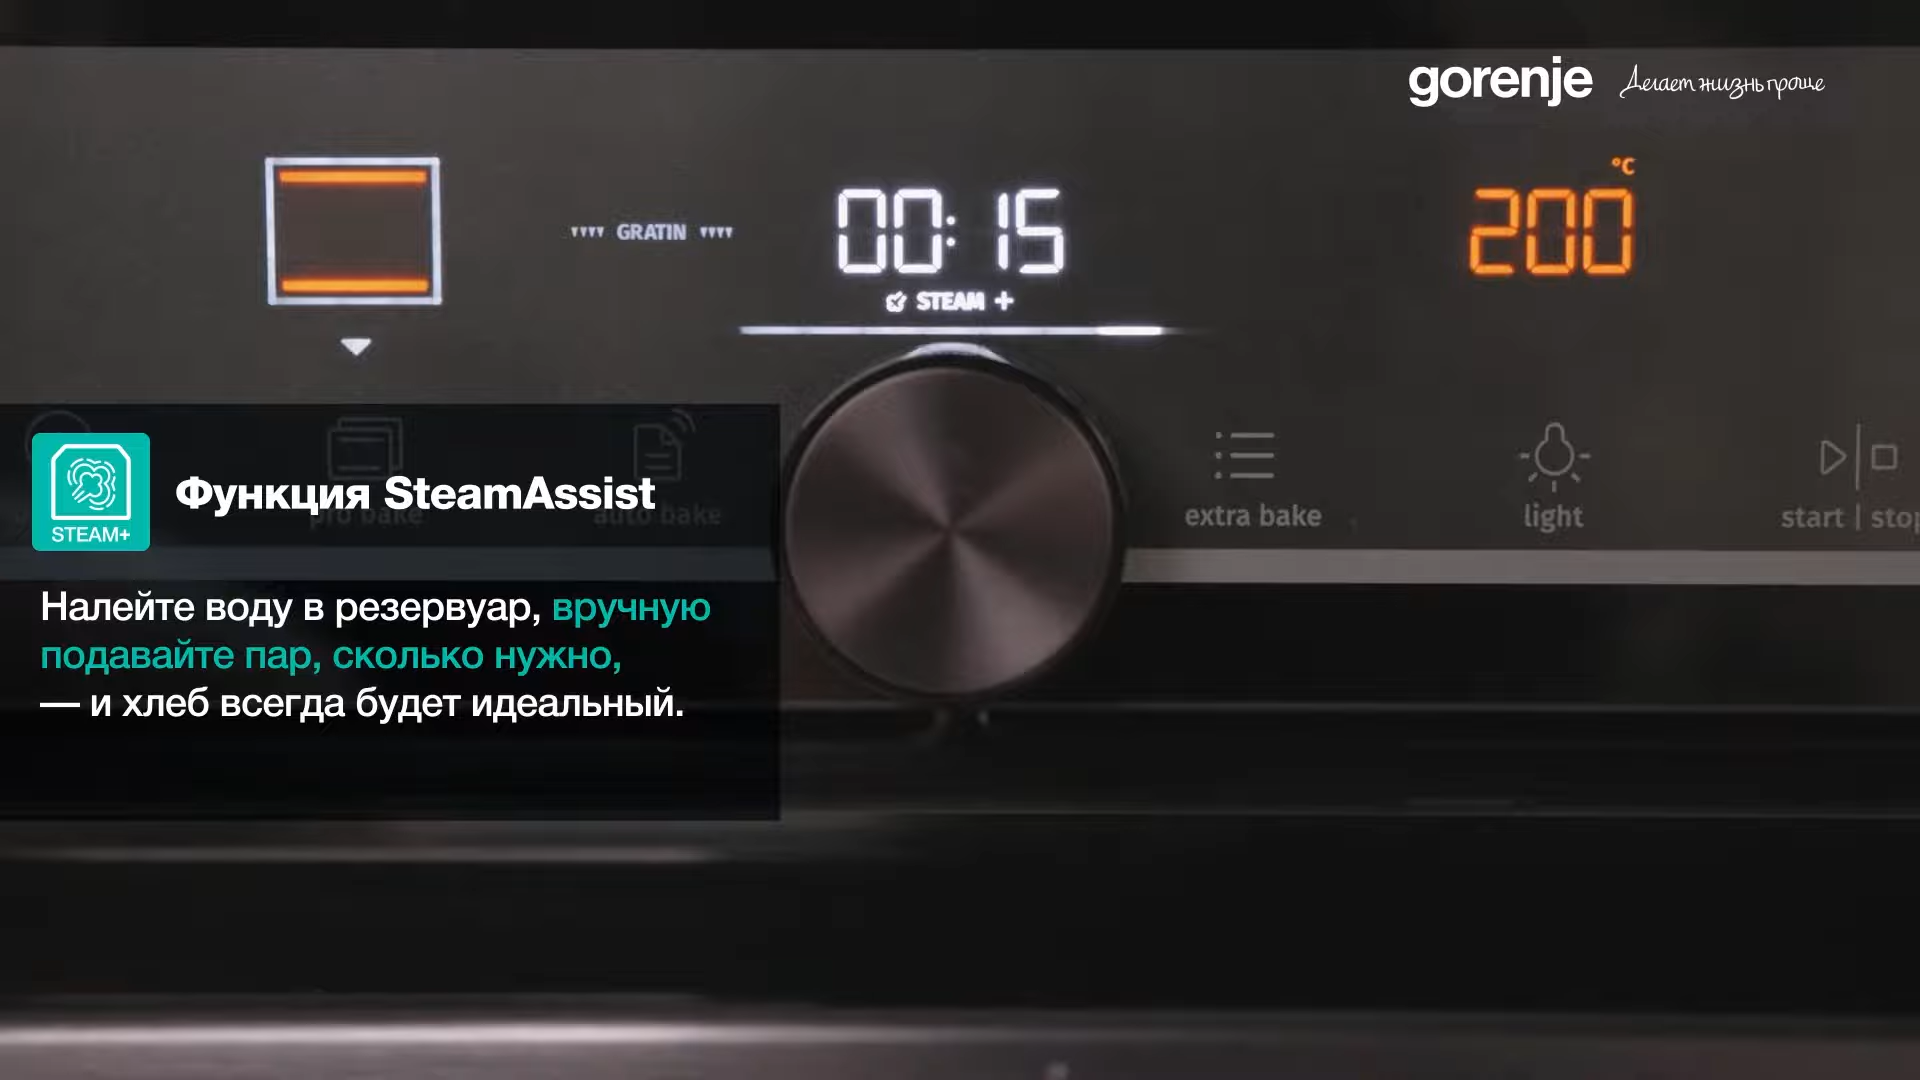 gorenje Делает жизнь проще
°C
GRATIN 00:15 200
STEAM +
pro bake auto bake extra bake light start | stop
STEAM+
Функция SteamAssist
Налейте воду в резервуар, вручную
подавайте пар, сколько нужно,
— и хлеб всегда будет идеальный.